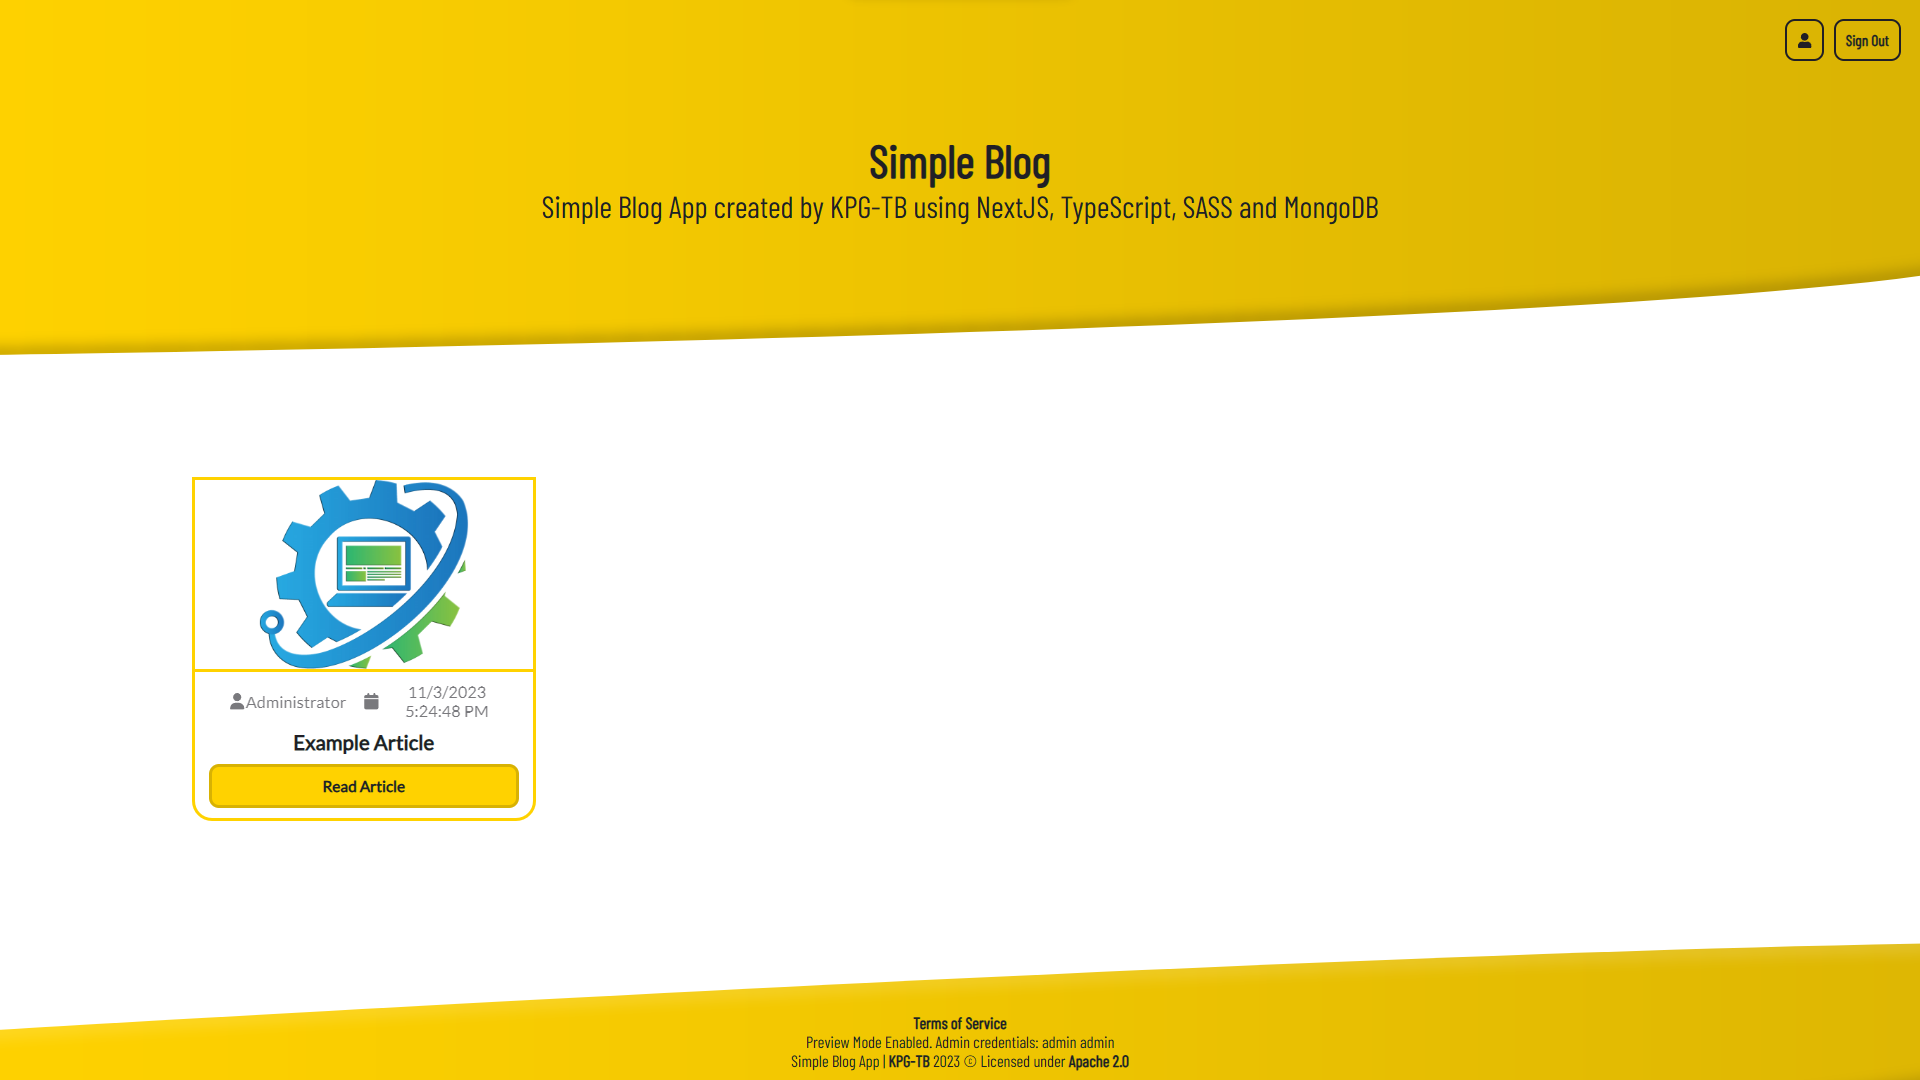 Sign Out
Simple Blog
Simple Blog App created by KPG-TB using NextJS, TypeScript, SASS and MongoDB
Administrator
11/3/2023
5:24:48 PM
Example Article
Read Article
Terms of Service
Preview Mode Enabled. Admin credentials: admin admin
Simple Blog App | KPG-TB 2023 © Licensed under Apache 2.0